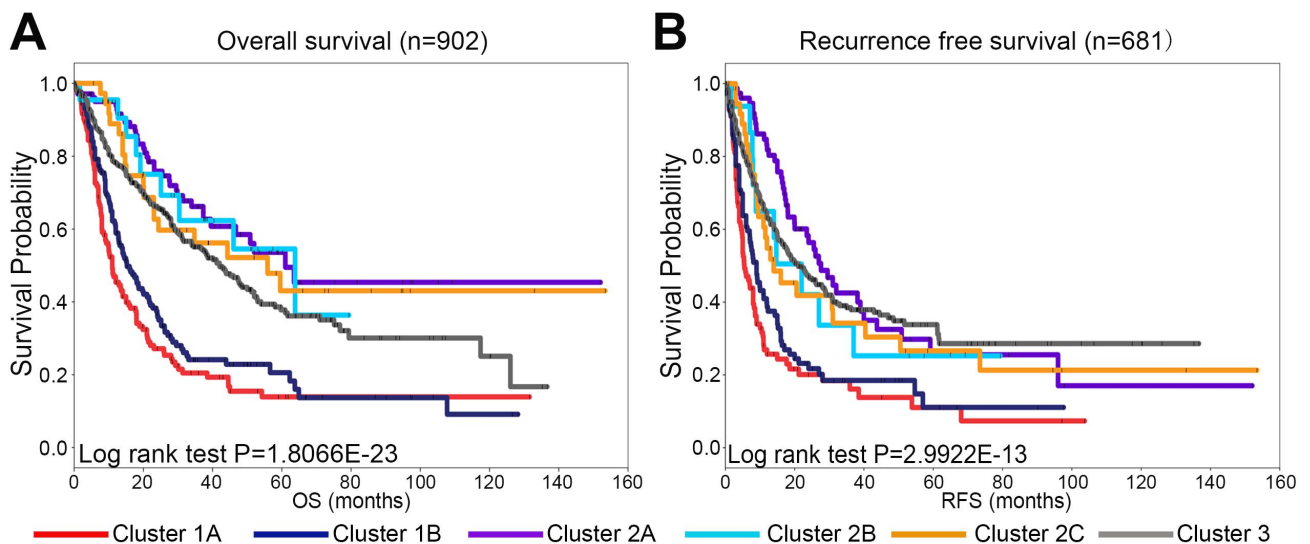 A
Overall survival (n=902)
1.0
0.8
0.6
0.4
0.2
0.0
Survival Probability
Log rank test P=1.8066E-23
0 20 40 60 80 100 120 140 160
OS (months)
B
Recurrence free survival (n=681)
1.0
0.8
0.6
0.4
0.2
0.0
Survival Probability
Log rank test P=2.9922E-13
0 20 40 60 80 100 120 140 160
RFS (months)
Cluster 1A Cluster 1B Cluster 2A Cluster 2B Cluster 2C Cluster 3